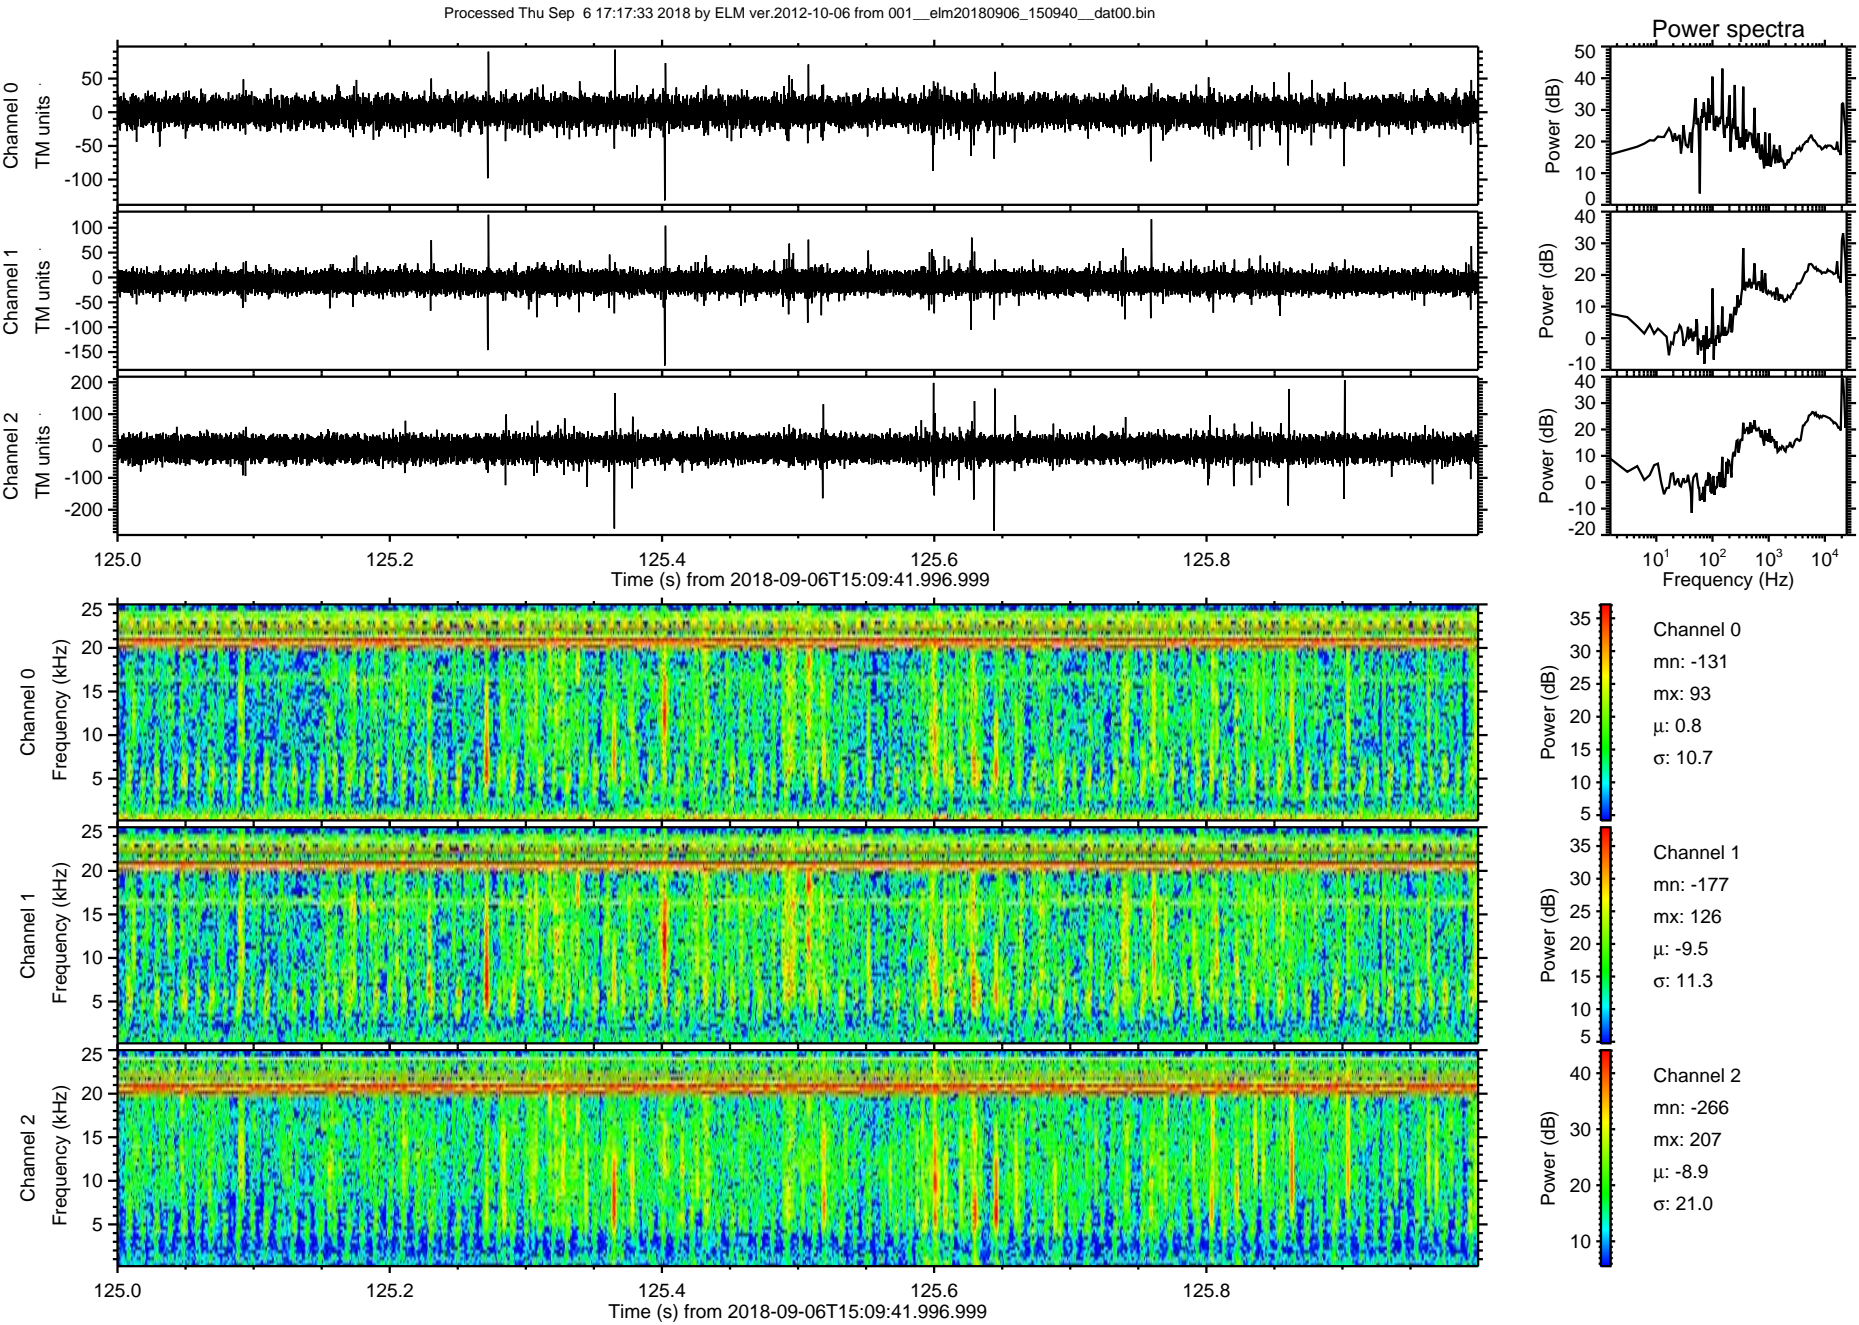 Processed Thu Sep  6 17:17:33 2018 by ELM ver.2012-10-06 from 001__elm20180906_150940__dat00.bin
Power spectra
Channel 0
TM units
50
0
-50
-100
Power (dB)
50
40
30
20
10
0
Channel 1
TM units
100
50
0
-50
-100
-150
Power (dB)
40
30
20
10
0
-10
Channel 2
TM units
200
100
0
-100
-200
Power (dB)
40
30
20
10
0
-10
-20
125.0 125.2 125.4 125.6 125.8
Time (s) from 2018-09-06T15:09:41.996.999
10¹ 10² 10³ 10⁴
Frequency (Hz)
Channel 0
Frequency (kHz)
25
20
15
10
5
Power (dB)
35
30
25
20
15
10
5
Channel 0
mn: -131
mx: 93
μ: 0.8
σ: 10.7
Channel 1
Frequency (kHz)
25
20
15
10
5
Power (dB)
35
30
25
20
15
10
5
Channel 1
mn: -177
mx: 126
μ: -9.5
σ: 11.3
Channel 2
Frequency (kHz)
25
20
15
10
5
Power (dB)
40
30
20
10
Channel 2
mn: -266
mx: 207
μ: -8.9
σ: 21.0
125.0 125.2 125.4 125.6 125.8
Time (s) from 2018-09-06T15:09:41.996.999